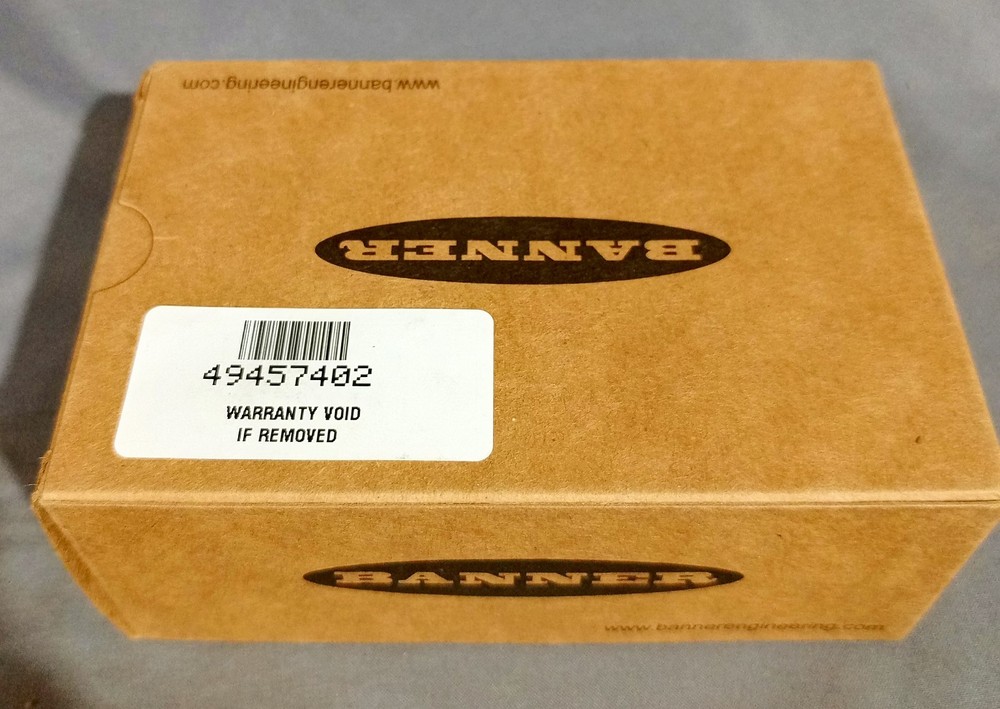 www.bannerengineering.com
BANNER
49457402
WARRANTY VOID
IF REMOVED
BANNER
www.bannerengineering.com